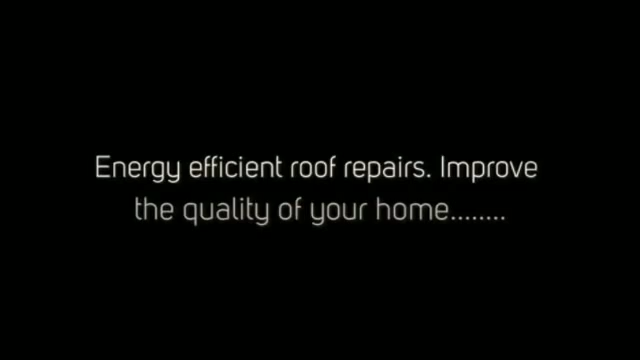 Energy efficient roof repairs. Improve
the quality of your home........